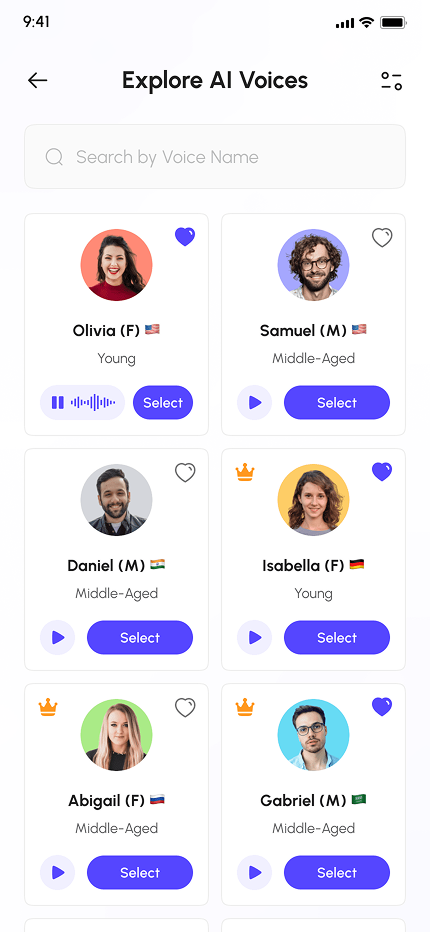 9:41
Explore AI Voices
Search by Voice Name
Olivia (F)
Young
Select
Samuel (M)
Middle-Aged
Select
Daniel (M)
Middle-Aged
Select
Isabella (F)
Young
Select
Abigail (F)
Middle-Aged
Select
Gabriel (M)
Middle-Aged
Select